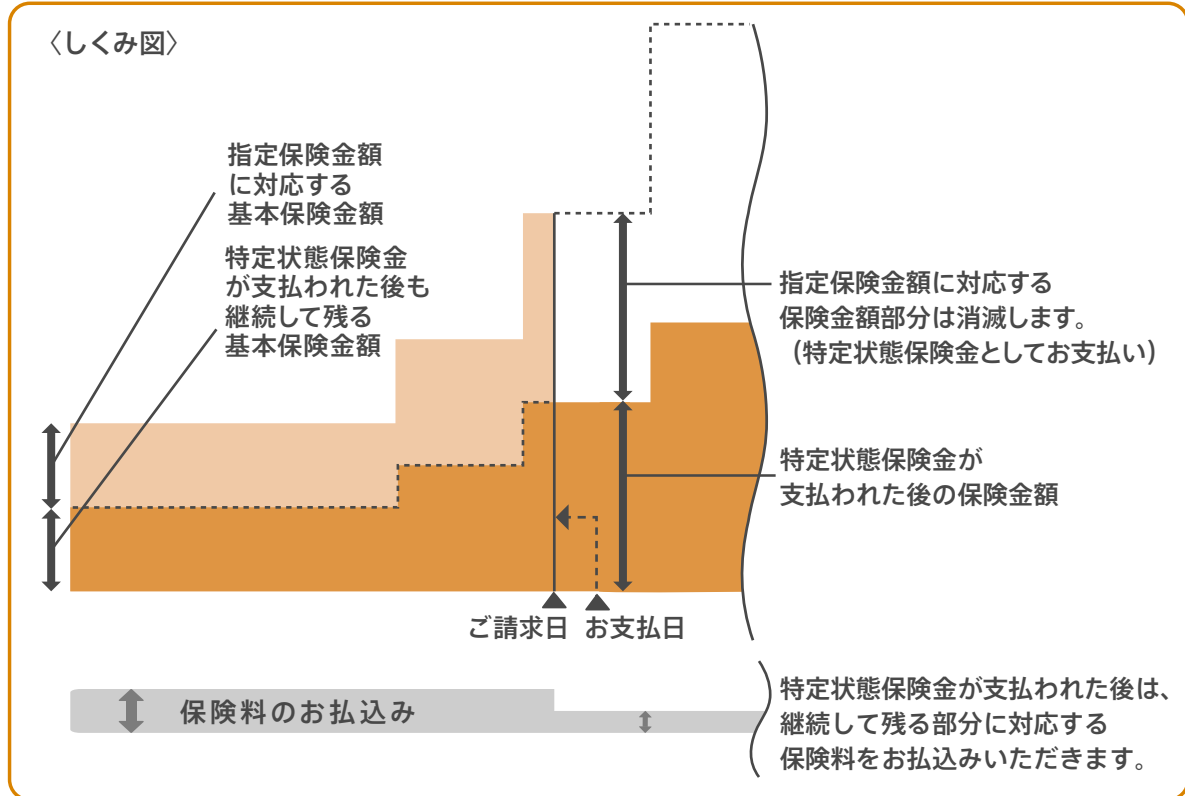 〈しくみ図〉
指定保険金額
に対応する
基本保険金額
特定状態保険金
が支払われた後も
継続して残る
基本保険金額
指定保険金額に対応する
保険金額部分は消滅します。
（特定状態保険金としてお支払い）
特定状態保険金が
支払われた後の保険金額
ご請求日 お支払日
保険料のお払込み
特定状態保険金が支払われた後は、
継続して残る部分に対応する
保険料をお払込みいただきます。